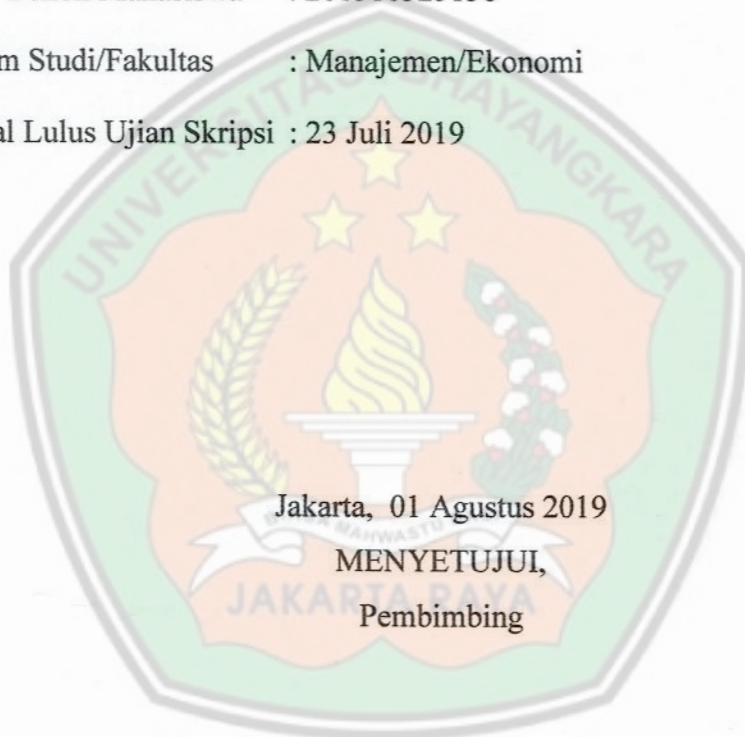 m Studi/Fakultas : Manajemen/Ekonomi
al Lulus Ujian Skripsi : 23 Juli 2019
UNIVERSITAS BHAYANGKARA
Jakarta, 01 Agustus 2019
MAHWASTU
MENYETUJUI,
JAKARTA RAYA
Pembimbing